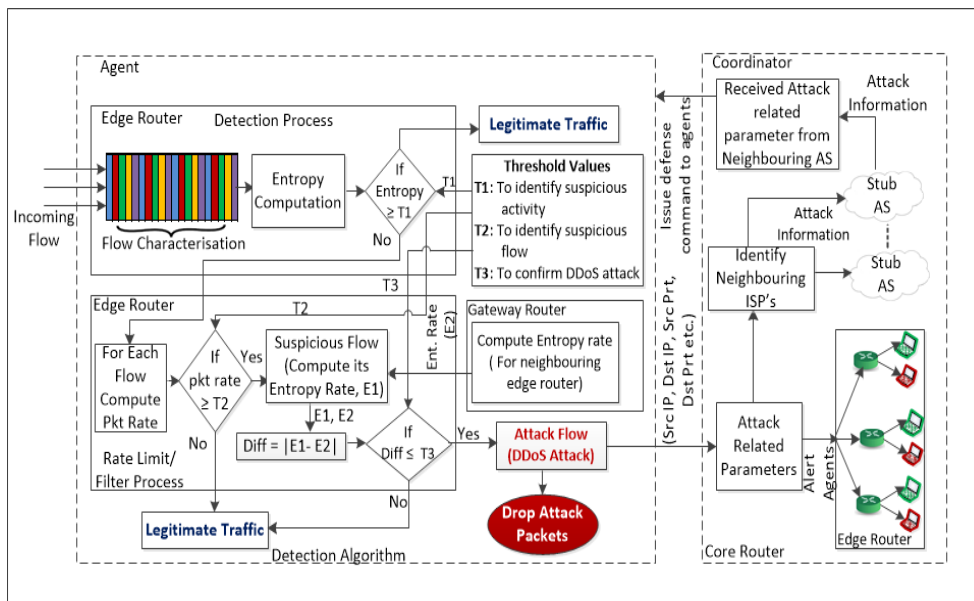 Agent
Edge Router
Detection Process
Incoming
Flow
Flow Characterisation
Entropy
Computation
If
Entropy
≥ T1
No
Legitimate Traffic
T1
Threshold Values
T1: To identify suspicious
activity
T2: To identify suspicious
flow
T3: To confirm DDoS attack
T3
T2
Edge Router
For Each
Flow
Compute
Pkt Rate
If
pkt rate
≥ T2
Yes
No
Suspicious Flow
(Compute its
Entropy Rate, E1)
E1, E2
Diff = |E1- E2|
If
Diff ≤ T3
Yes
No
Ent. Rate
(E2)
Gateway Router
Compute Entropy rate
( For neighbouring
edge router)
Attack Flow
(DDoS Attack)
Drop Attack
Packets
Rate Limit/
Filter Process
Legitimate Traffic
Detection Algorithm
Issue defense
command to agents
(Src IP, Dst IP, Src Prt,
Dst Prt etc.)
Coordinator
Received Attack
related
parameter from
Neighbouring AS
Attack
Information
Stub
AS
Attack
Information
Identify
Neighbouring
ISP's
Stub
AS
Attack
Related
Parameters
Alert
Agents
Edge Router
Core Router